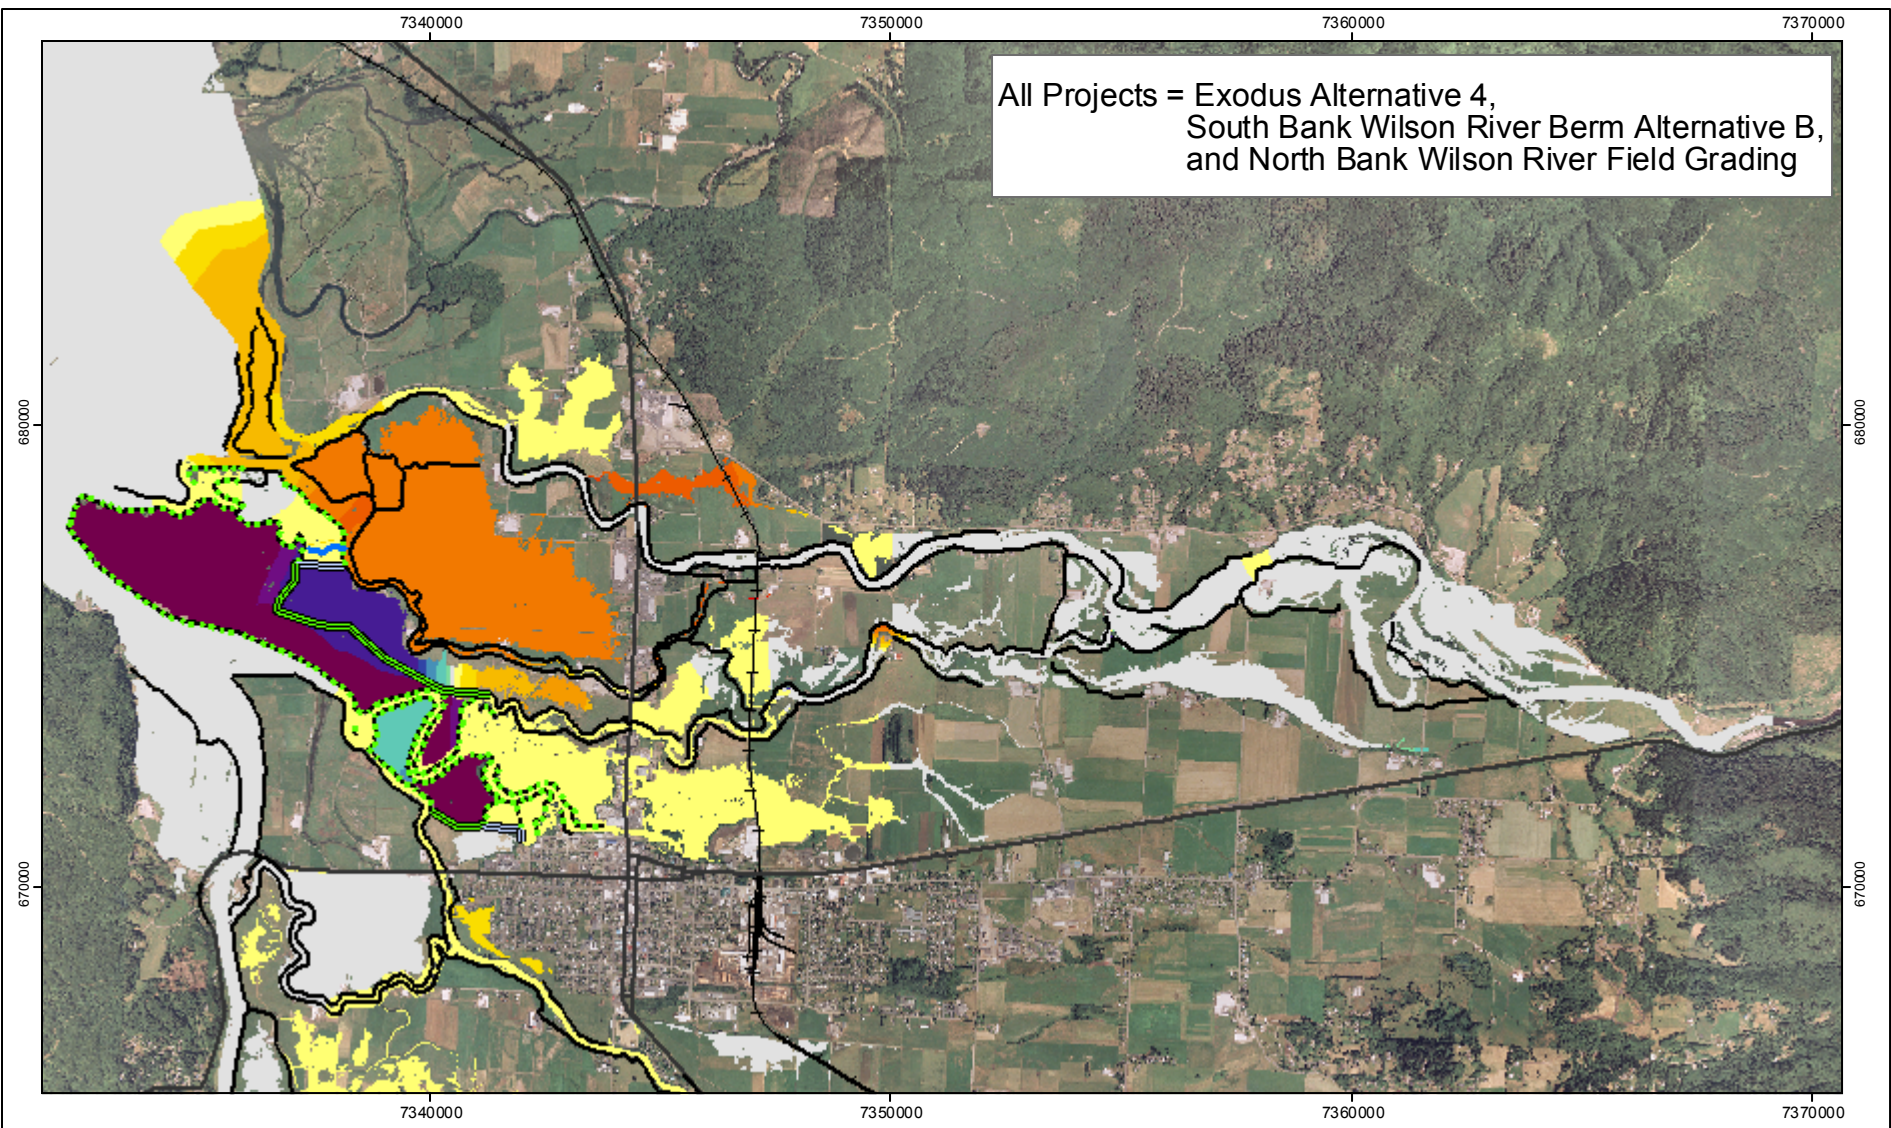 7340000 7350000 7360000 7370000
All Projects = Exodus Alternative 4,
South Bank Wilson River Berm Alternative B,
and North Bank Wilson River Field Grading
680000 680000
670000 670000
7340000 7350000 7360000 7370000